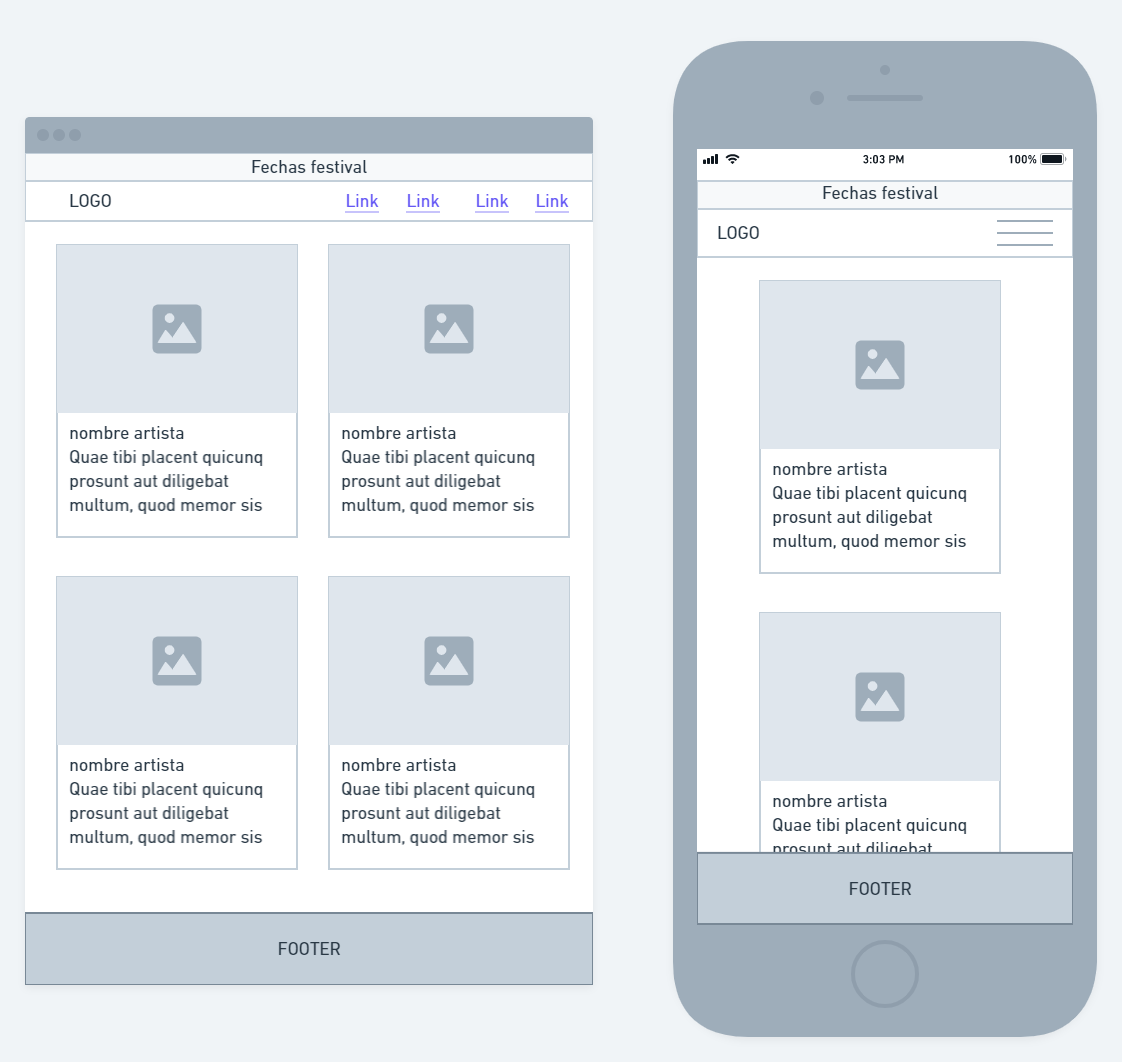 Fechas festival
LOGO Link Link Link Link
nombre artista
Quae tibi placent quicunq
prosunt aut diligebat
multum, quod memor sis
nombre artista
Quae tibi placent quicunq
prosunt aut diligebat
multum, quod memor sis
nombre artista
Quae tibi placent quicunq
prosunt aut diligebat
multum, quod memor sis
nombre artista
Quae tibi placent quicunq
prosunt aut diligebat
multum, quod memor sis
FOOTER
3:03 PM 100%
Fechas festival
LOGO
nombre artista
Quae tibi placent quicunq
prosunt aut diligebat
multum, quod memor sis
nombre artista
Quae tibi placent quicunq
prosunt aut diligebat
FOOTER